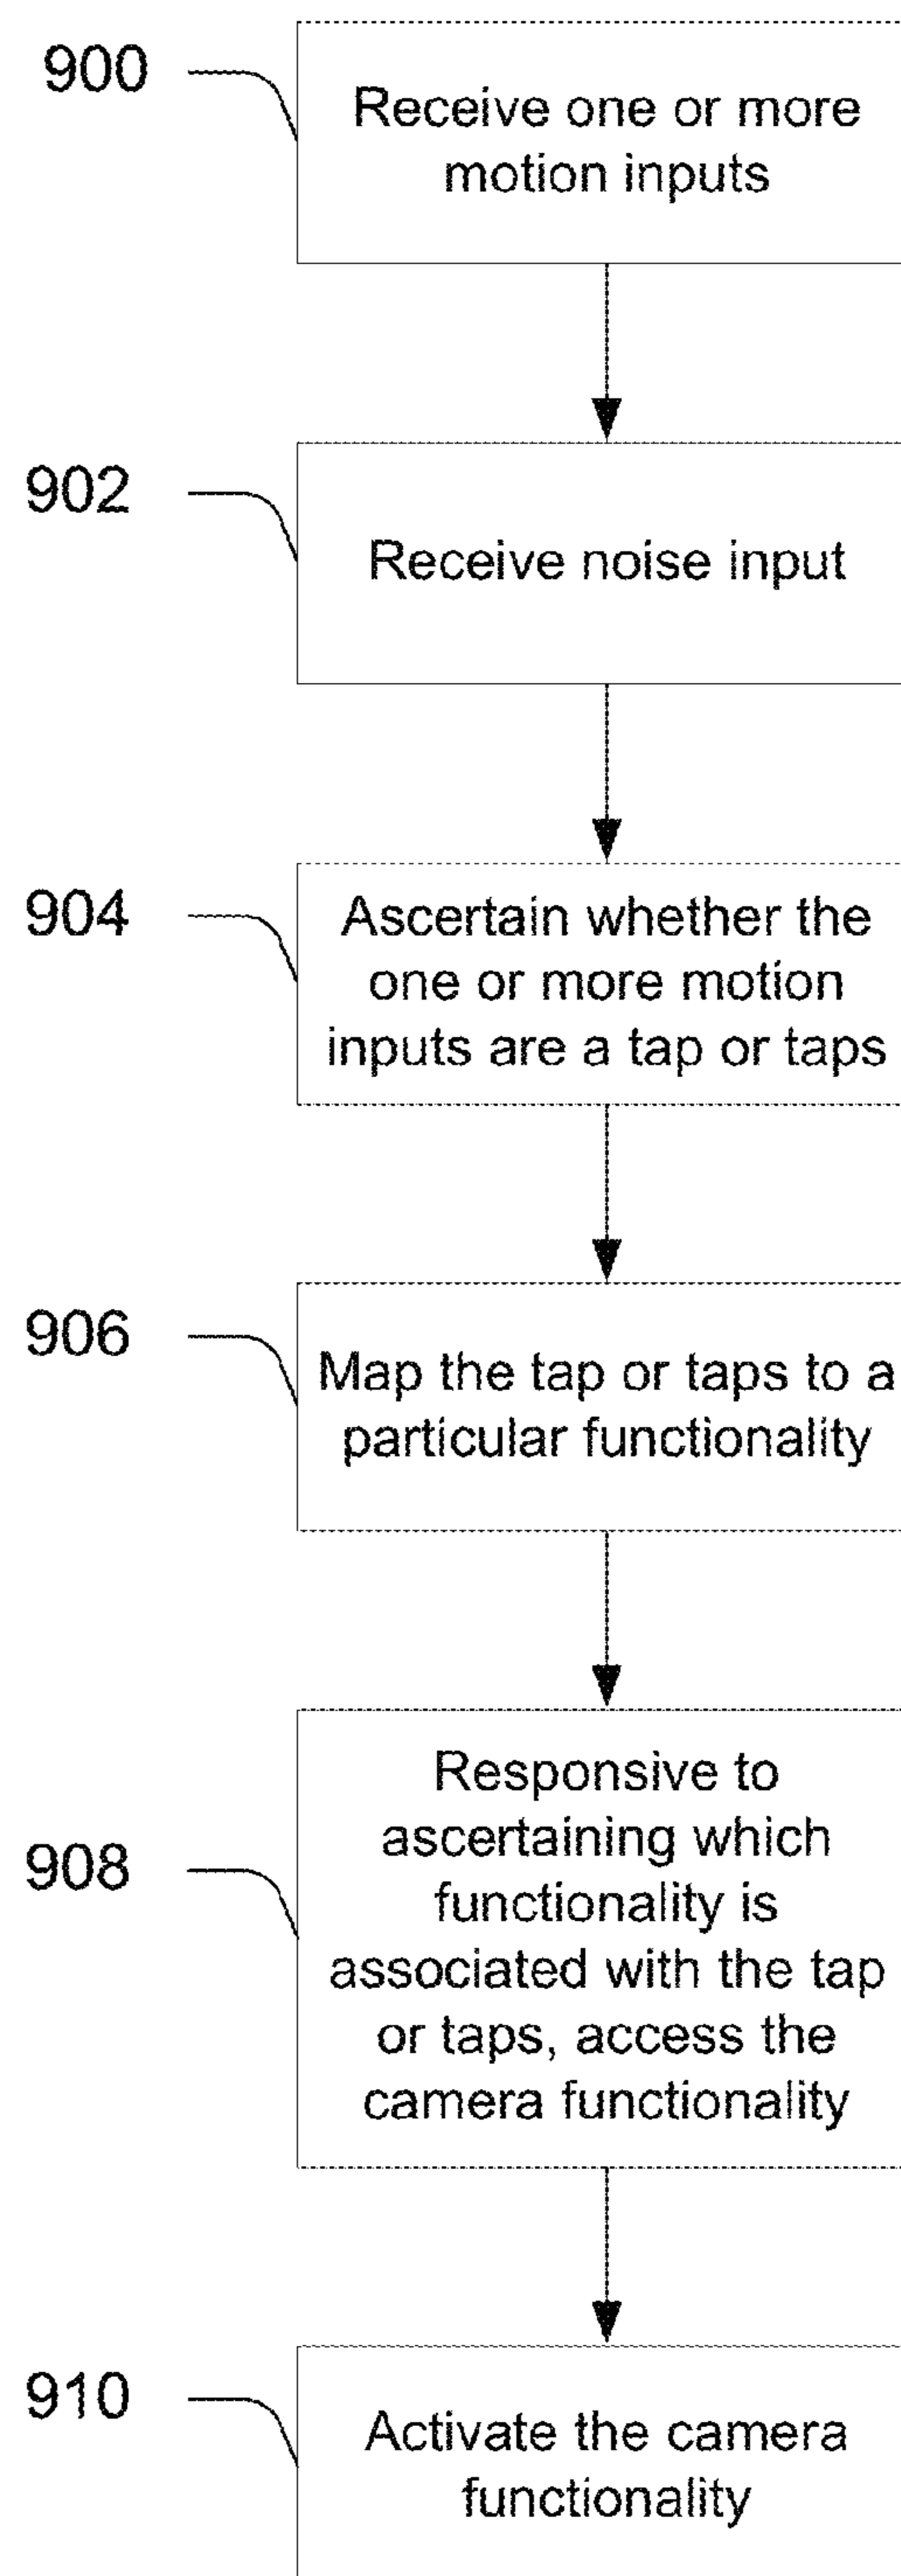 900
Receive one or more
motion inputs
902
Receive noise input
904
Ascertain whether the
one or more motion
inputs are a tap or taps
906
Map the tap or taps to a
particular functionality
908
Responsive to
ascertaining which
functionality is
associated with the tap
or taps, access the
camera functionality
910
Activate the camera
functionality